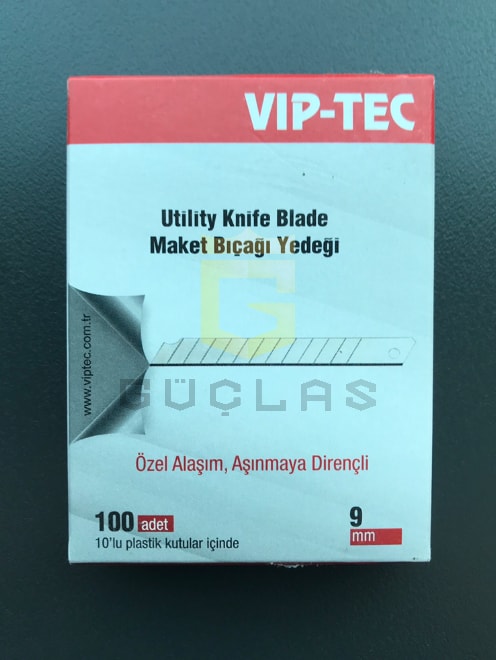 VIP-TEC
Utility Knife Blade
Maket Bıçağı Yedeği
www.viptec.com.tr
GÜÇLAS
Özel Alaşım, Aşınmaya Dirençli
100 adet
10'lu plastik kutular içinde
9
mm